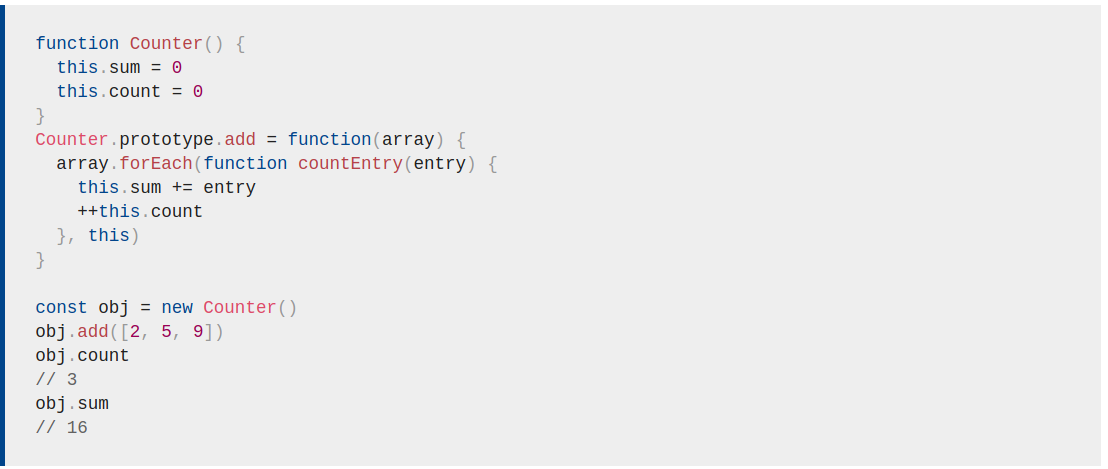 function Counter() {
  this.sum = 0
  this.count = 0
}
Counter.prototype.add = function(array) {
  array.forEach(function countEntry(entry) {
    this.sum += entry
    ++this.count
  }, this)
}

const obj = new Counter()
obj.add([2, 5, 9])
obj.count
// 3
obj.sum
// 16